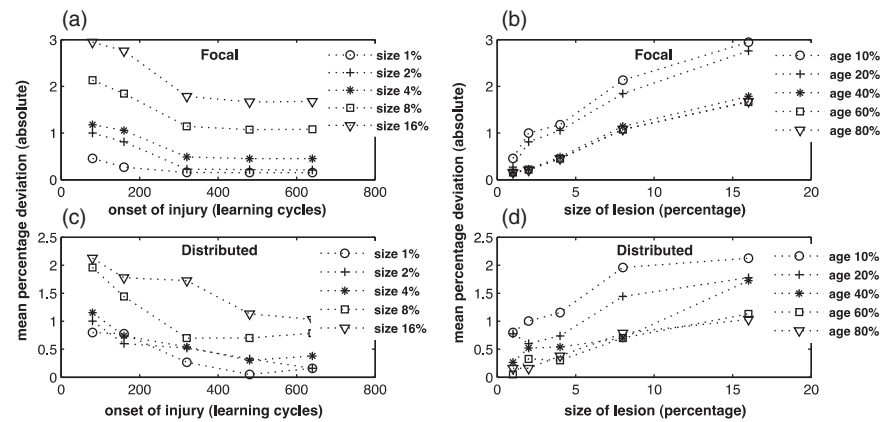 (a)
Focal
3
2
1
0
0 200 400 600 800
onset of injury (learning cycles)
size 1%
size 2%
size 4%
size 8%
size 16%
(b)
Focal
3
2
1
0
0 5 10 15 20
size of lesion (percentage)
age 10%
age 20%
age 40%
age 60%
age 80%
mean percentage deviation (absolute)
mean percentage deviation (absolute)
(c)
Distributed
2.5
2
1.5
1
0.5
0
0 200 400 600 800
onset of injury (learning cycles)
size 1%
size 2%
size 4%
size 8%
size 16%
(d)
Distributed
2.5
2
1.5
1
0.5
0
0 5 10 15 20
size of lesion (percentage)
age 10%
age 20%
age 40%
age 60%
age 80%